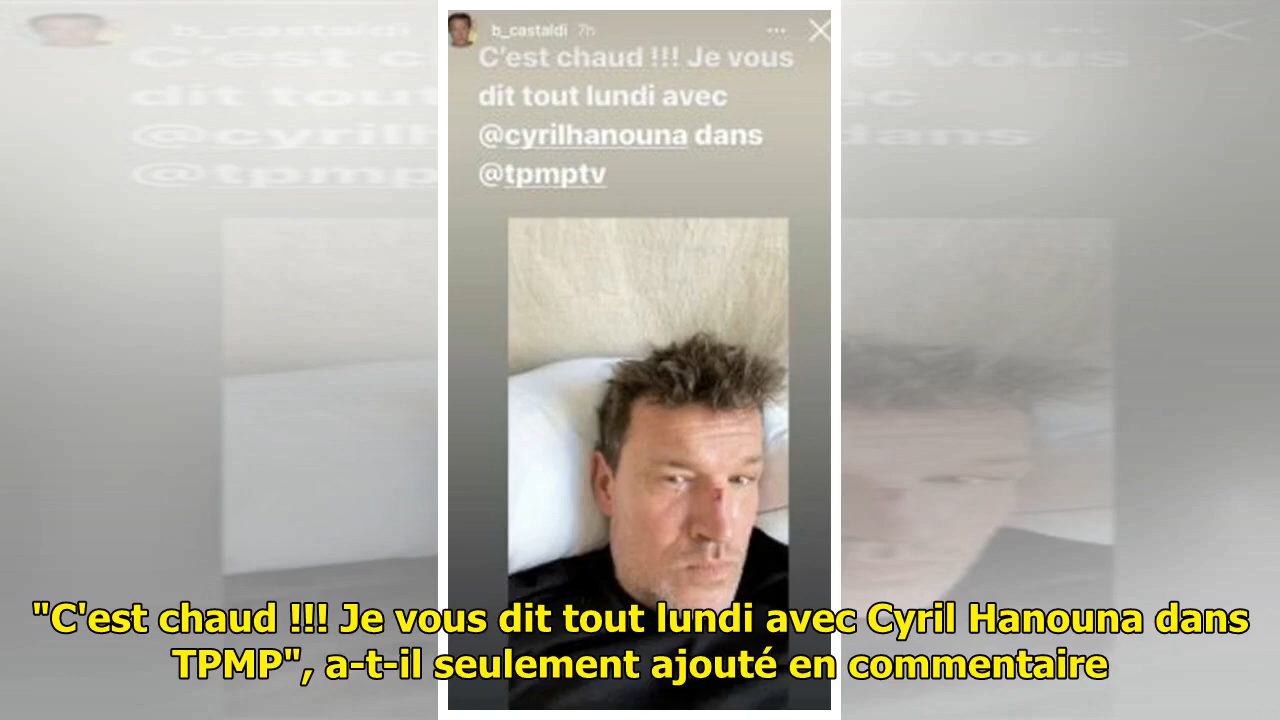 b_castaldi 7h
C'est chaud !!! Je vous
dit tout lundi avec
@cyrilhanouna dans
@tpmptv
"C'est chaud !!! Je vous dit tout lundi avec Cyril Hanouna dans
TPMP", a-t-il seulement ajouté en commentaire